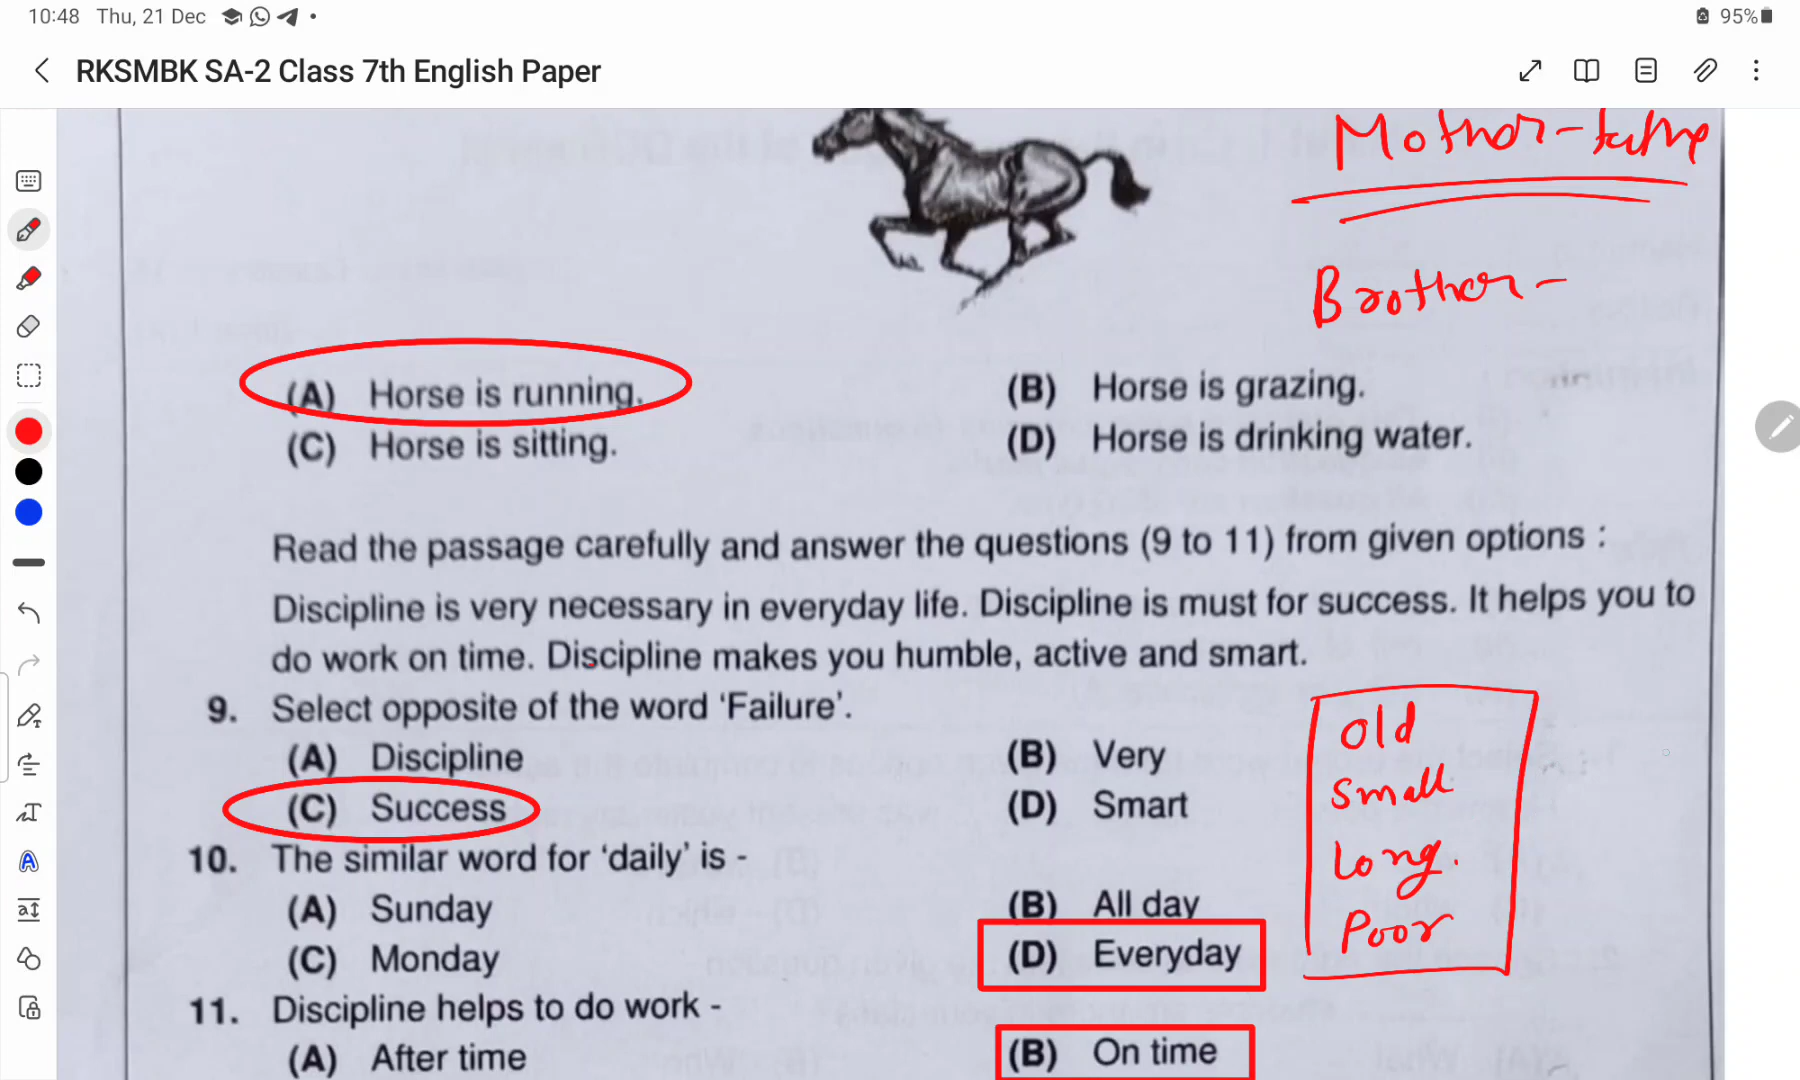 10:48 Thu, 21 Dec
95%
RKSMBK SA-2 Class 7th English Paper
Mother-
Brother-
(A) Horse is running.
(B) Horse is grazing.
(C) Horse is sitting.
(D) Horse is drinking water.
Read the passage carefully and answer the questions (9 to 11) from given options :
Discipline is very necessary in everyday life. Discipline is must for success. It helps you to
do work on time. Discipline makes you humble, active and smart.
9. Select opposite of the word ‘Failure’.
(A) Discipline
(B) Very
(C) Success
(D) Smart
Old
Small
Long.
Poor
10. The similar word for ‘daily’ is -
(A) Sunday
(B) All day
(C) Monday
(D) Everyday
11. Discipline helps to do work -
(A) After time
(B) On time